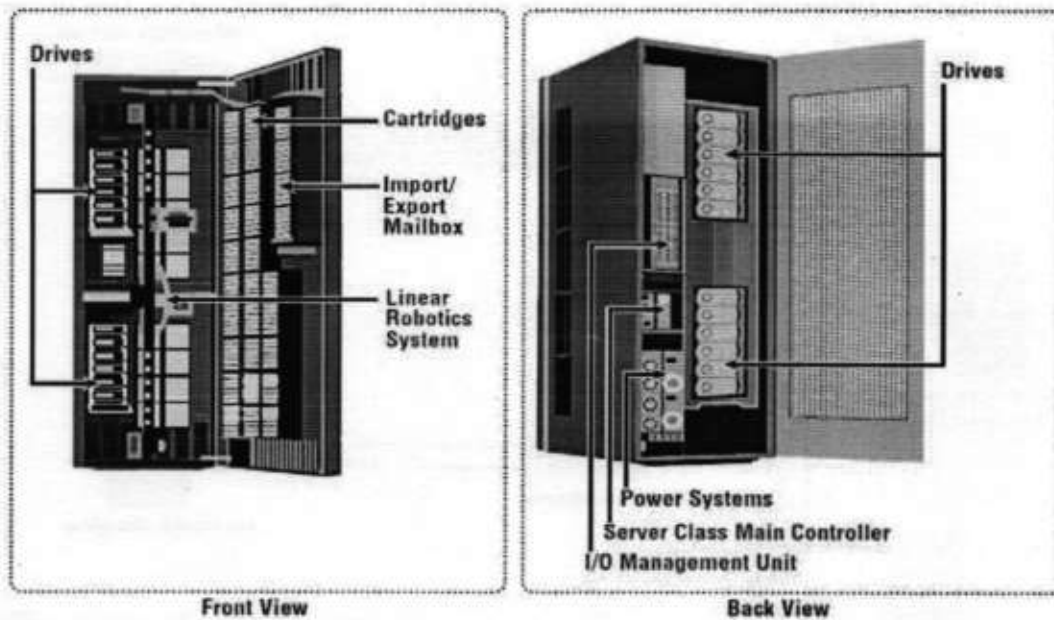 Drives
Cartridges
Import/
Export
Mailbox
Linear
Robotics
System
Front View
Drives
Power Systems
Server Class Main Controller
I/O Management Unit
Back View